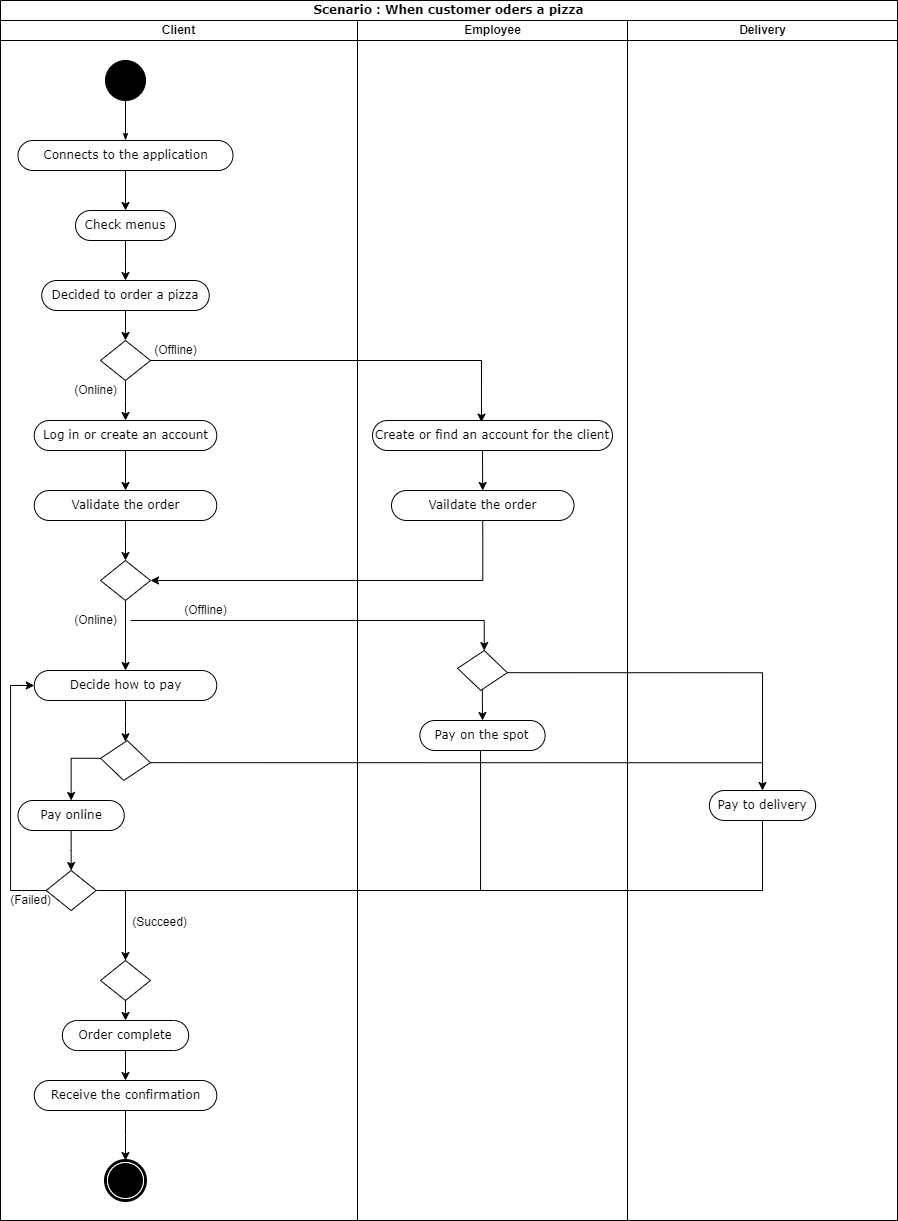 Scenario : When customer oders a pizza
Client
Employee
Delivery
Connects to the application
Check menus
Decided to order a pizza
(Offline)
(Online)
Log in or create an account
Create or find an account for the client
Validate the order
Vaildate the order
(Offline)
(Online)
Decide how to pay
Pay on the spot
Pay online
Pay to delivery
(Failed)
(Succeed)
Order complete
Receive the confirmation